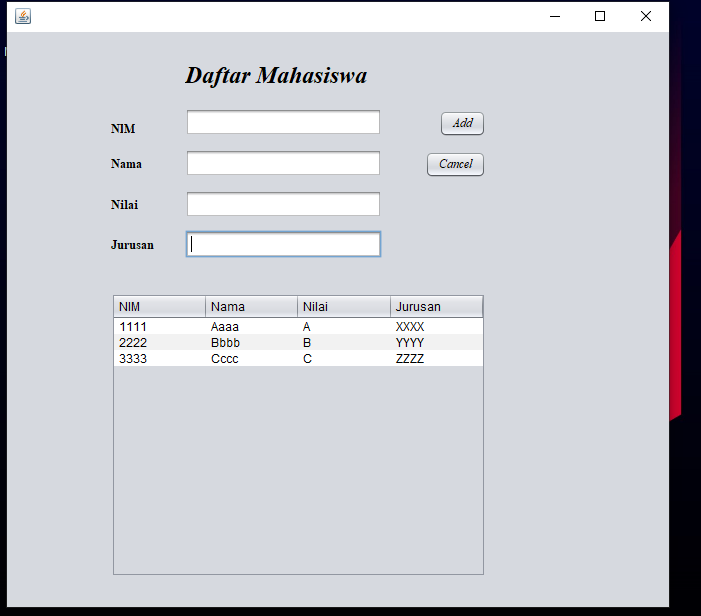 Daftar Mahasiswa
NIM
Add
Nama
Cancel
Nilai
Jurusan
NIM Nama Nilai Jurusan
1111 Aaaa A XXXX
2222 Bbbb B YYYY
3333 Cccc C ZZZZ